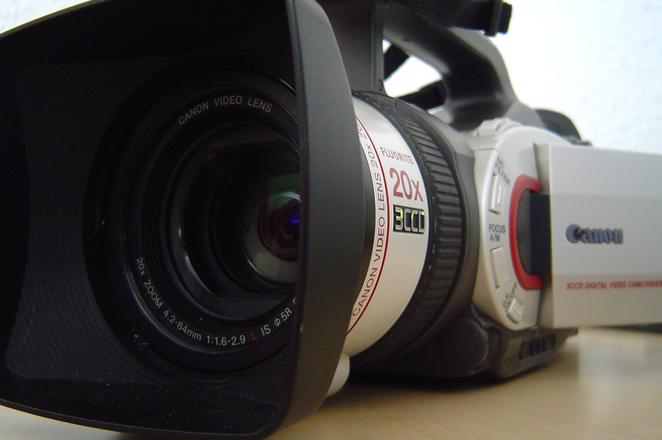 CANON VIDEO LENS
20x ZOOM 4.2-84mm 1:1.6-2.9 L IS Φ58
CANON VIDEO LENS 20x
FLUORITE
20x
3CCD
FOCUS
A/M
Canon
3CCD DIGITAL VIDEO CAMCORDER